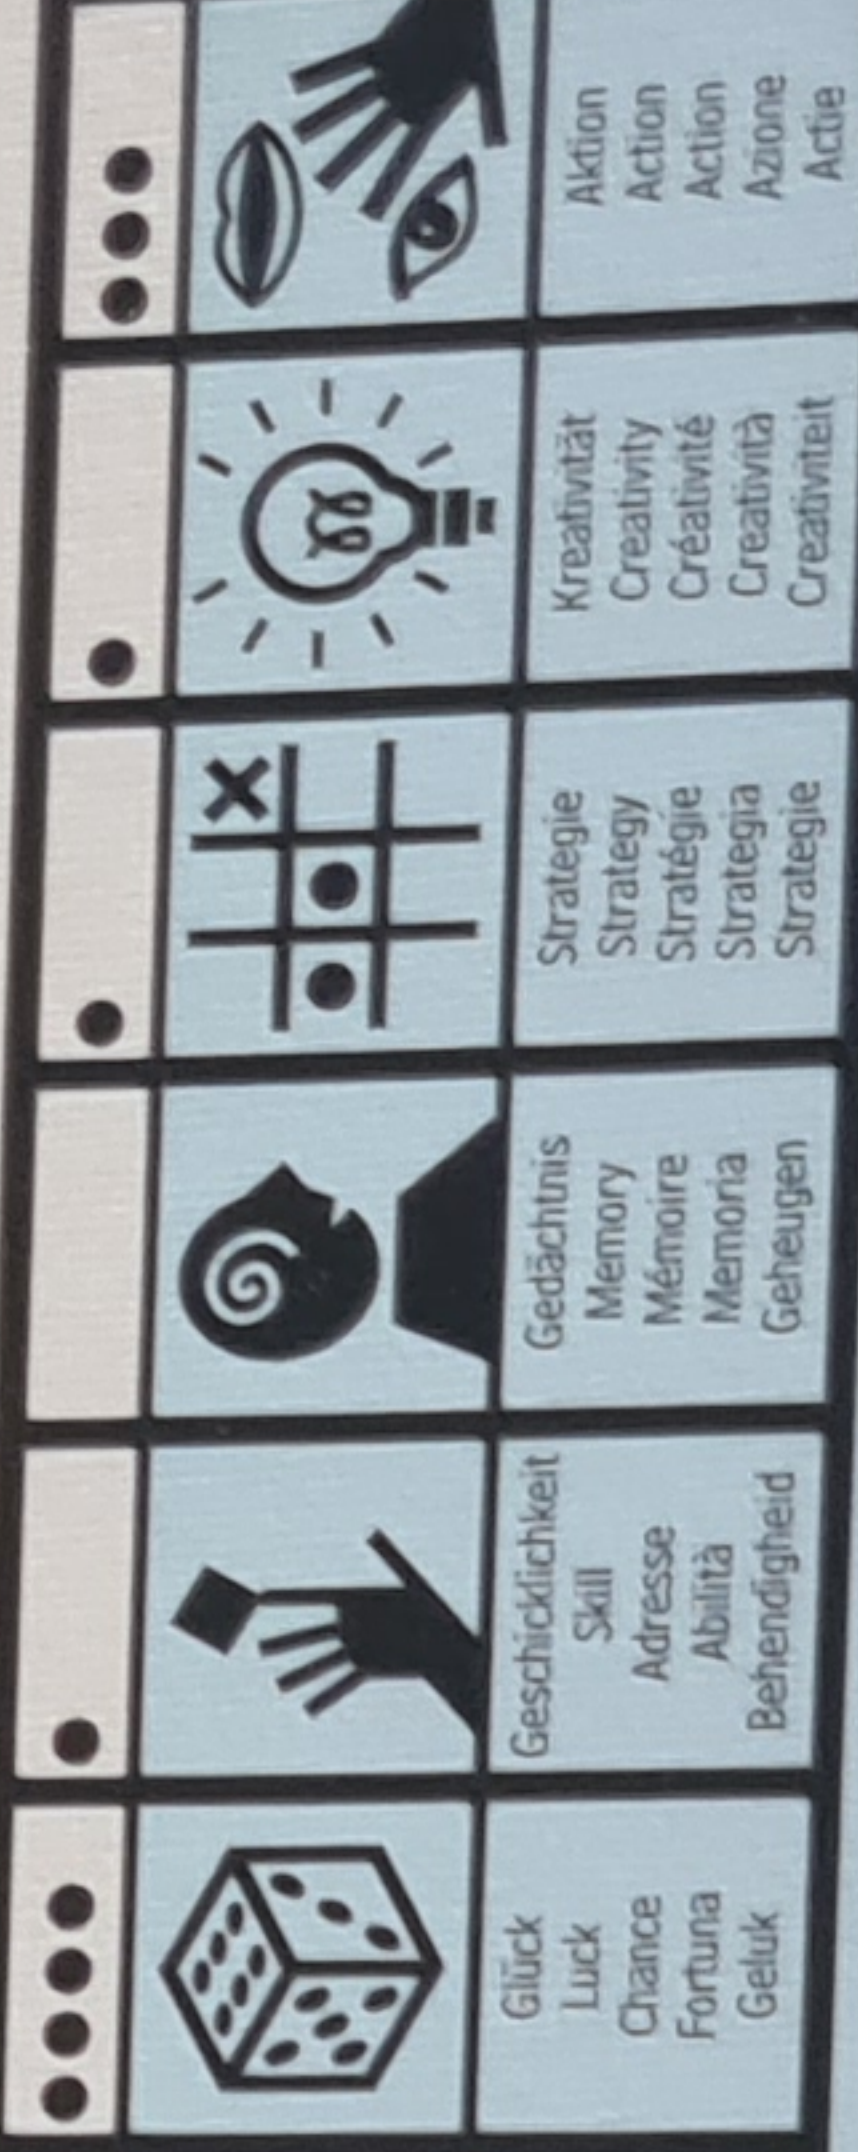 Glück
Luck
Chance
Fortuna
Geluk
Geschicklichkeit
Skill
Adresse
Abilità
Behendigheid
Gedächtnis
Memory
Mémoire
Memoria
Geheugen
Strategie
Strategy
Stratégie
Strategia
Strategie
Kreativität
Creativity
Créativité
Creatività
Creativiteit
Aktion
Action
Action
Azione
Actie